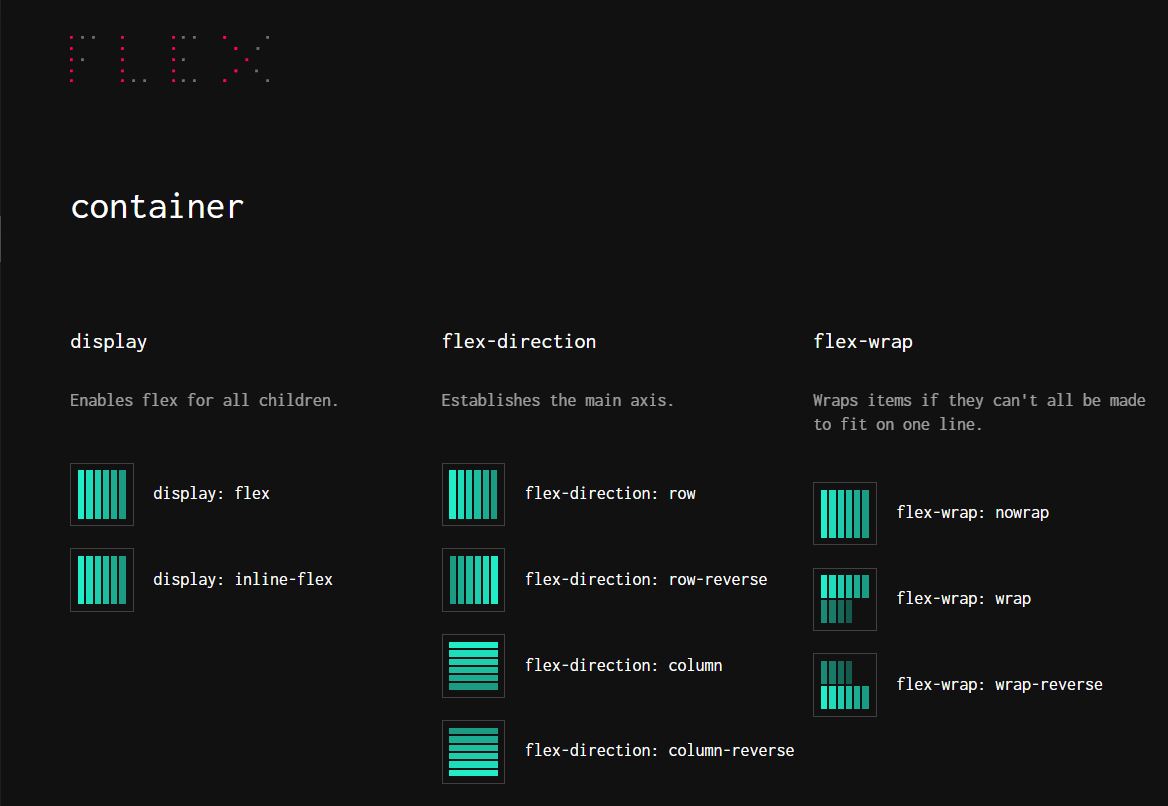 FLEX
container
display
Enables flex for all children.
display: flex
display: inline-flex
flex-direction
Establishes the main axis.
flex-direction: row
flex-direction: row-reverse
flex-direction: column
flex-direction: column-reverse
flex-wrap
Wraps items if they can't all be made
to fit on one line.
flex-wrap: nowrap
flex-wrap: wrap
flex-wrap: wrap-reverse